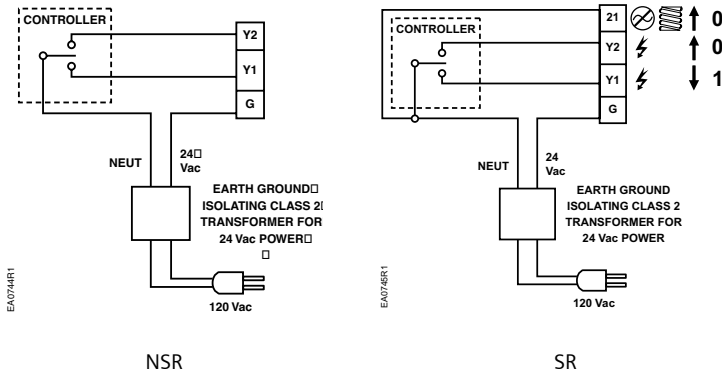 CONTROLLER
Y2
Y1
G
NEUT
24□
Vac
EARTH GROUND□
ISOLATING CLASS 2□
TRANSFORMER FOR
24 Vac POWER□
□
120 Vac
EA0744R1
NSR
CONTROLLER
21
0
Y2
0
Y1
1
G
NEUT
24
Vac
EARTH GROUND
ISOLATING CLASS 2
TRANSFORMER FOR
24 Vac POWER
120 Vac
EA0745R1
SR